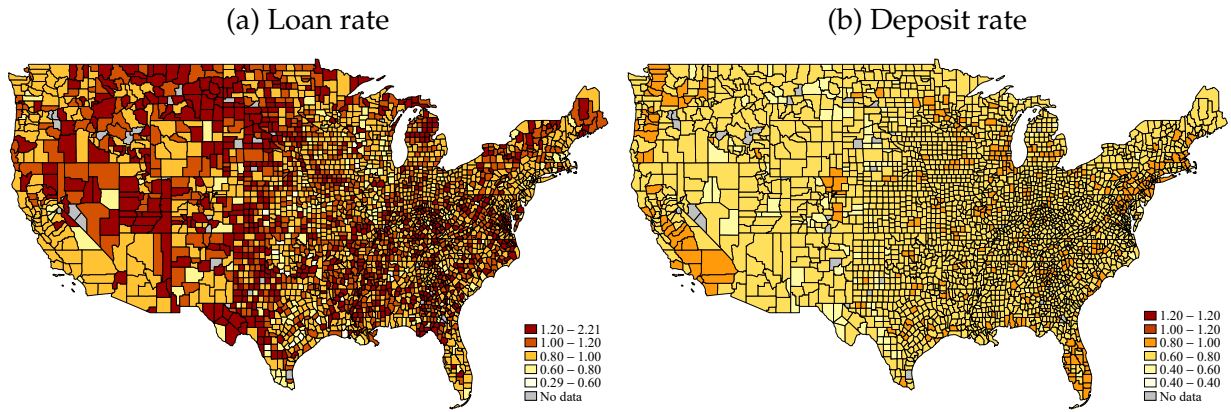 (a) Loan rate
(b) Deposit rate
1.20 – 2.21
1.00 – 1.20
0.80 – 1.00
0.60 – 0.80
0.29 – 0.60
No data
1.20 – 1.20
1.00 – 1.20
0.80 – 1.00
0.60 – 0.80
0.40 – 0.60
0.40 – 0.40
No data